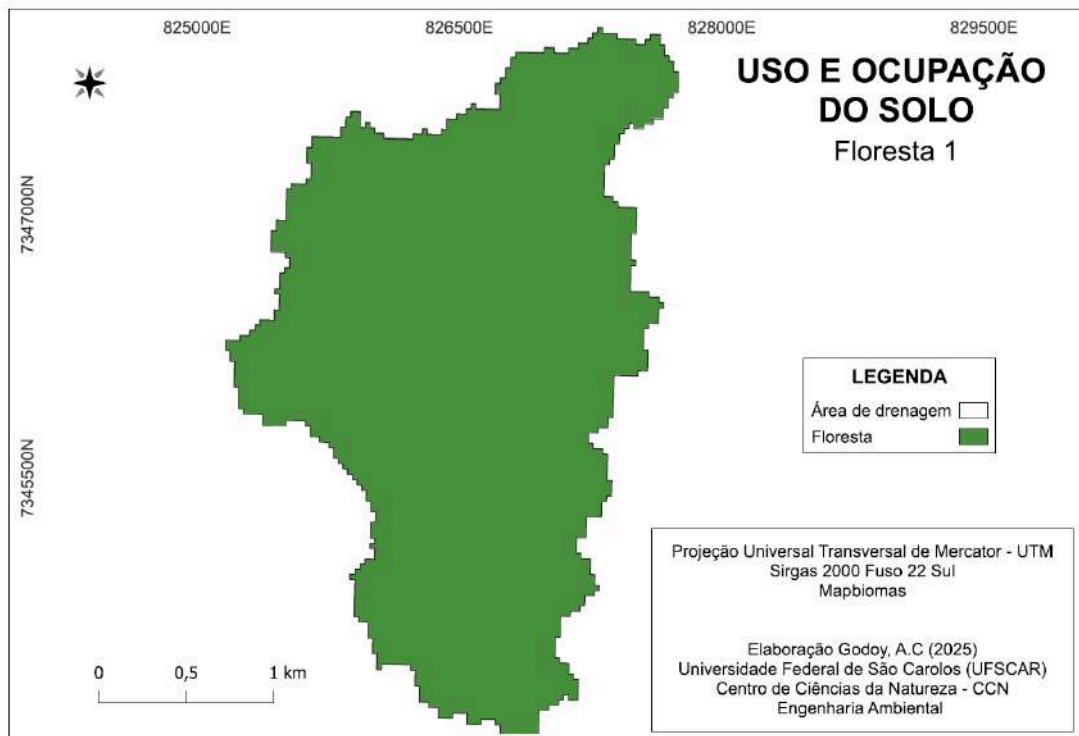 825000E
826500E
828000E
829500E
USO E OCUPAÇÃO
DO SOLO
Floresta 1
7347000N
7345500N
LEGENDA
Área de drenagem
Floresta
Projeção Universal Transversal de Mercator - UTM
Sirgas 2000 Fuso 22 Sul
Mapbiomas
Elaboração Godoy, A.C (2025)
Universidade Federal de São Carolos (UFSCAR)
Centro de Ciências da Natureza - CCN
Engenharia Ambiental
0 0,5 1 km